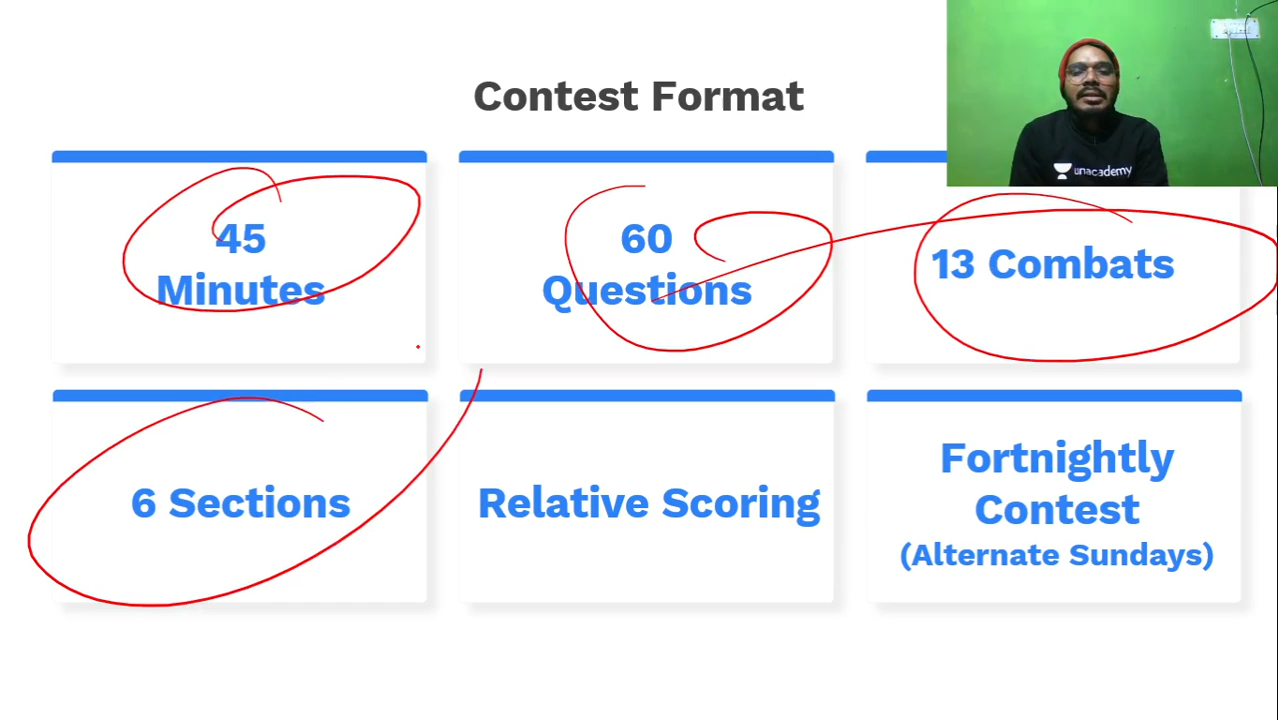 Contest Format
45
Minutes
60
Questions
13 Combats
unacademy
6 Sections
Relative Scoring
Fortnightly
Contest
(Alternate Sundays)